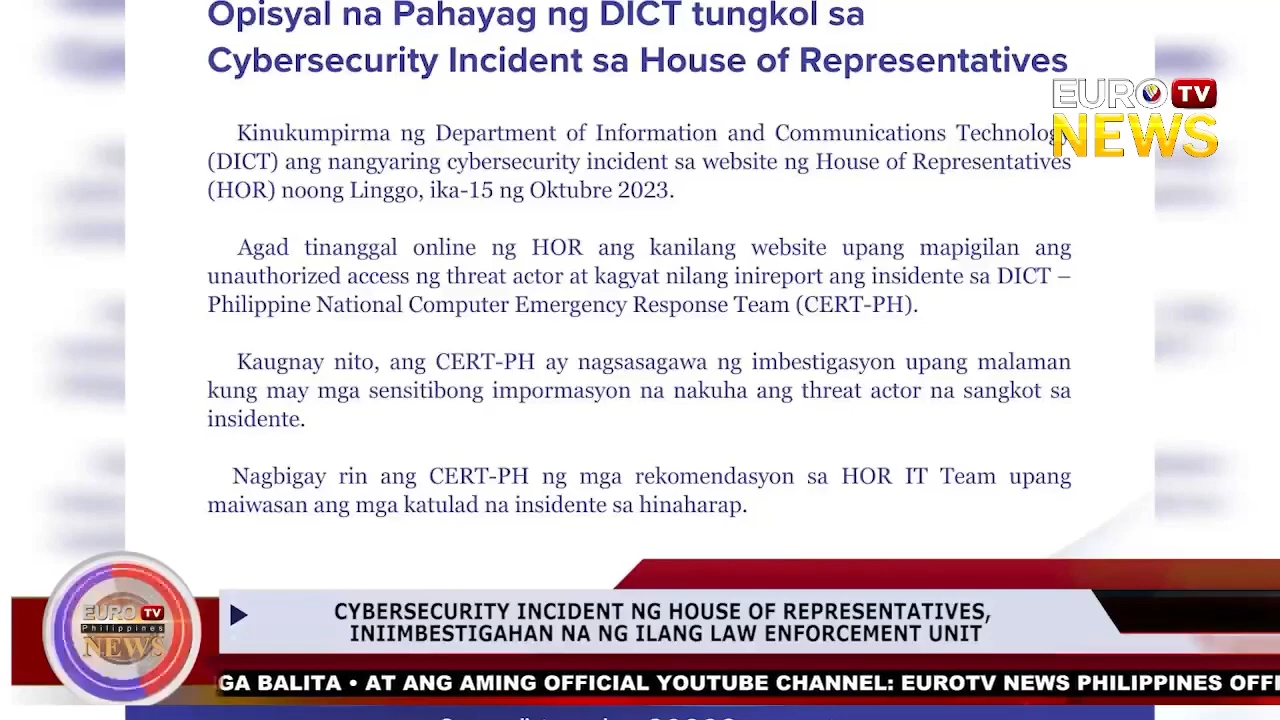 Opisyal na Pahayag ng DICT tungkol sa
Cybersecurity Incident sa House of Representatives
EURO TV
NEWS
Kinukumpirma ng Department of Information and Communications Technology
(DICT) ang nangyaring cybersecurity incident sa website ng House of Representatives
(HOR) noong Linggo, ika-15 ng Oktubre 2023.
Agad tinanggal online ng HOR ang kanilang website upang mapigilan ang
unauthorized access ng threat actor at kagyat nilang inireport ang insidente sa DICT –
Philippine National Computer Emergency Response Team (CERT-PH).
Kaugnay nito, ang CERT-PH ay nagsasagawa ng imbestigasyon upang malaman
kung may mga sensitibong impormasyon na nakuha ang threat actor na sangkot sa
insidente.
Nagbigay rin ang CERT-PH ng mga rekomendasyon sa HOR IT Team upang
maiwasan ang mga katulad na insidente sa hinaharap.
EURO TV
Philippines
NEWS
CYBERSECURITY INCIDENT NG HOUSE OF REPRESENTATIVES,
INIIMBESTIGAHAN NA NG ILANG LAW ENFORCEMENT UNIT
GA BALITA • AT ANG AMING OFFICIAL YOUTUBE CHANNEL: EUROTV NEWS PHILIPPINES OFFI